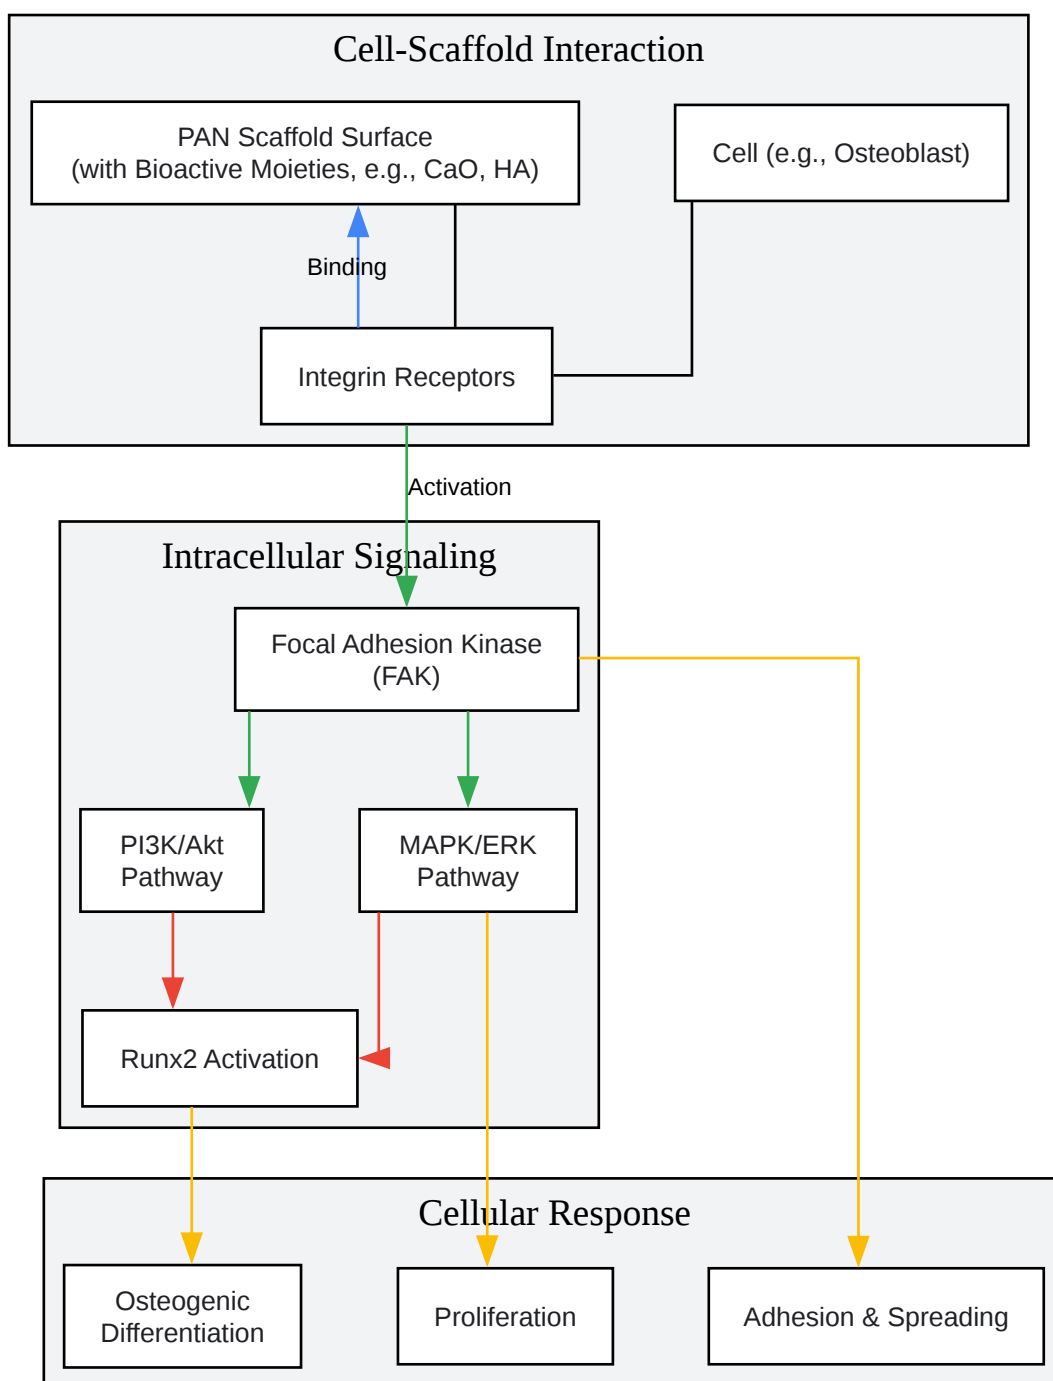 Cell-Scaffold Interaction
PAN Scaffold Surface
(with Bioactive Moieties, e.g., CaO, HA)
Cell (e.g., Osteoblast)
Binding
Integrin Receptors
Activation
Intracellular Signaling
Focal Adhesion Kinase
(FAK)
PI3K/Akt
Pathway
MAPK/ERK
Pathway
Runx2 Activation
Cellular Response
Osteogenic
Differentiation
Proliferation
Adhesion & Spreading